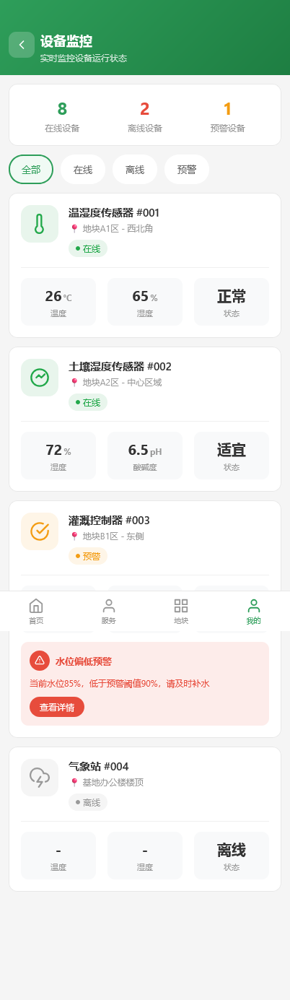 设备监控
实时监控设备运行状态
8
在线设备
2
离线设备
1
预警设备
全部
在线
离线
预警
温湿度传感器 #001
地块A1区 - 西北角
在线
26 °C
温度
65 %
湿度
正常
状态
土壤湿度传感器 #002
地块A2区 - 中心区域
在线
72 %
湿度
6.5 pH
酸碱度
适宜
状态
灌溉控制器 #003
地块B1区 - 东侧
预警
首页
服务
地块
我的
水位偏低预警
当前水位85%，低于预警阈值90%，请及时补水
查看详情
气象站 #004
基地办公楼楼顶
离线
-
温度
-
湿度
离线
状态